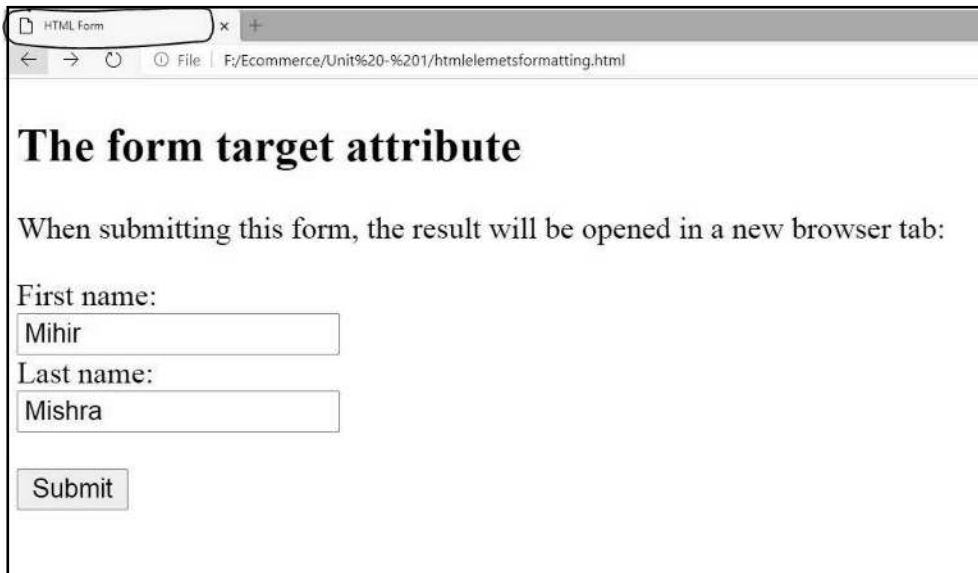 HTML Form
File F:/Ecommerce/Unit%20-%201/htmlelemetsformatting.html
The form target attribute
When submitting this form, the result will be opened in a new browser tab:
First name:
Mihir
Last name:
Mishra
Submit